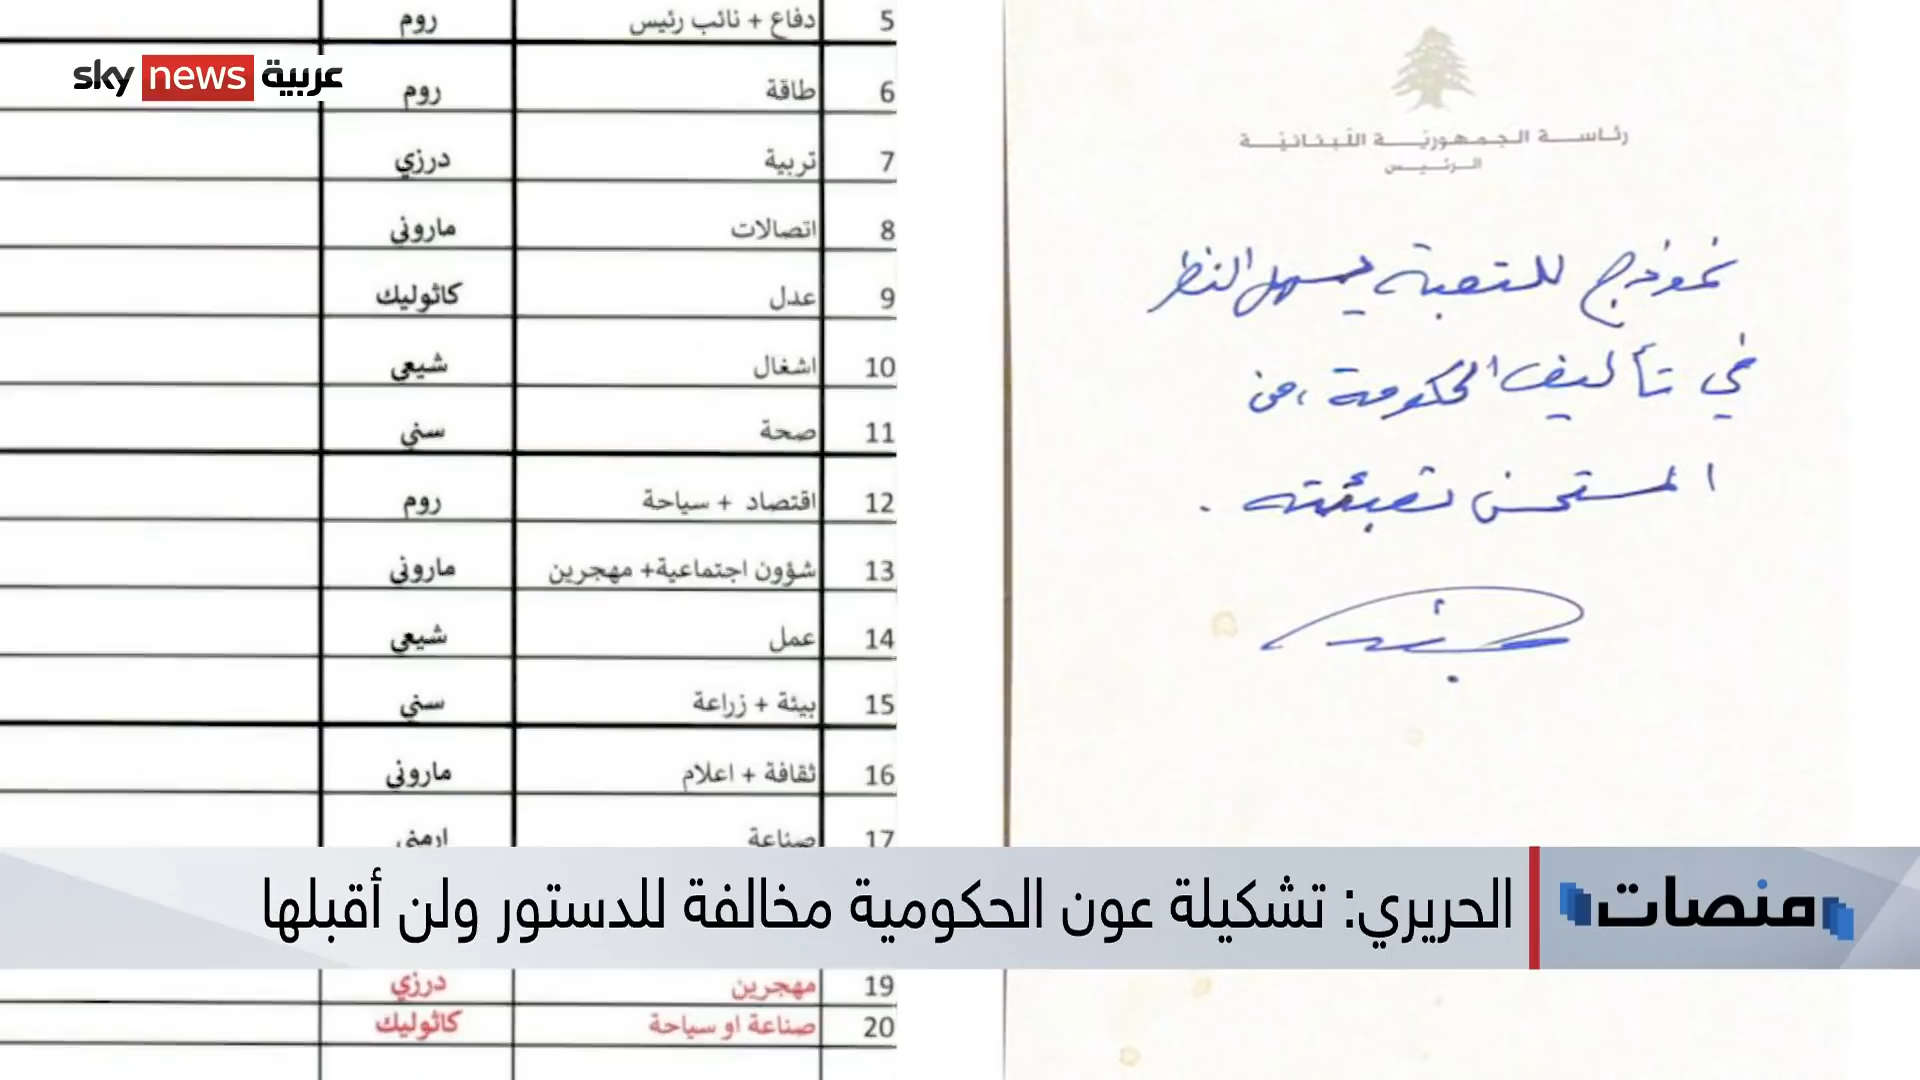 sky news عربية
5 دفاع + نائب رئيس روم
6 طاقة روم
7 تربية درزي
8 اتصالات ماروني
9 عدل كاثوليك
10 اشغال شيعي
11 صحة سني
12 اقتصاد + سياحة روم
13 شؤون اجتماعية+ مهجرين ماروني
14 عمل شيعي
15 بيئة + زراعة سني
16 ثقافة + اعلام ماروني
17 صناعة ارمني
19 مهجرين درزي
20 صناعة او سياحة كاثوليك
رئاسة الجمهورية اللبنانية
الرئيس
نموذج للتعبئة يسهل النظر
في تأليف الحكومة، من
المستحسن تعبئته .
منصات
الحريري: تشكيلة عون الحكومية مخالفة للدستور ولن أقبلها